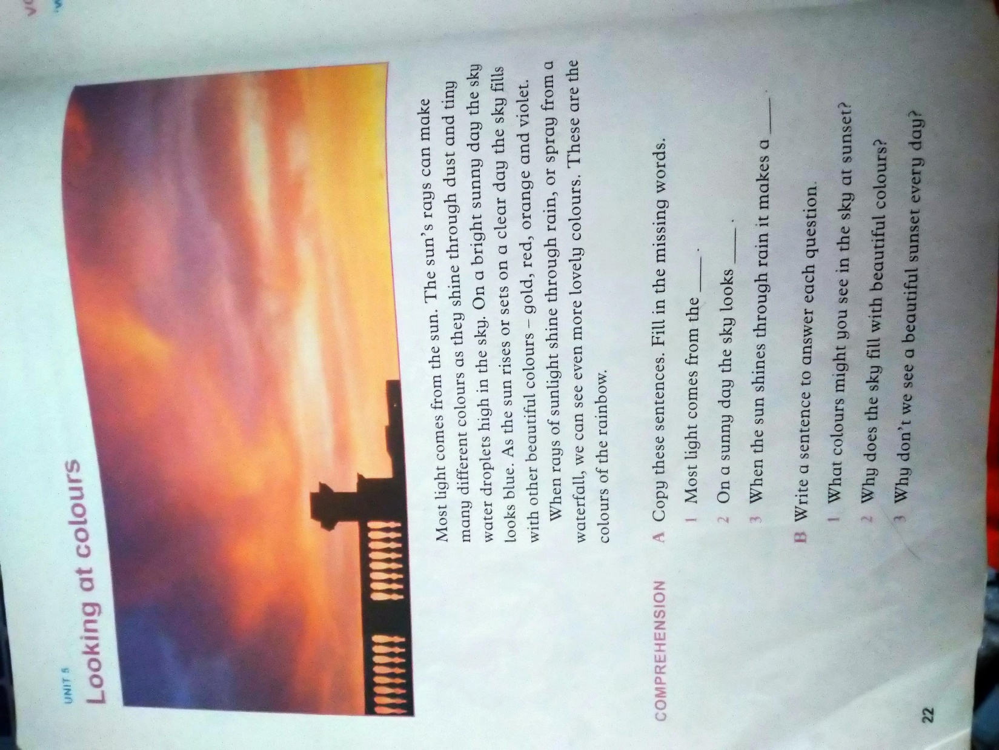 UNIT 5
Looking at colours
Most light comes from the sun. The sun's rays can make
many different colours as they shine through dust and tiny
water droplets high in the sky. On a bright sunny day the sky
looks blue. As the sun rises or sets on a clear day the sky fills
with other beautiful colours – gold, red, orange and violet.
When rays of sunlight shine through rain, or spray from a
waterfall, we can see even more lovely colours. These are the
colours of the rainbow.
COMPREHENSION
A Copy these sentences. Fill in the missing words.
1 Most light comes from the ____.
2 On a sunny day the sky looks ____.
3 When the sun shines through rain it makes a ____.
B Write a sentence to answer each question.
1 What colours might you see in the sky at sunset?
2 Why does the sky fill with beautiful colours?
3 Why don't we see a beautiful sunset every day?
22